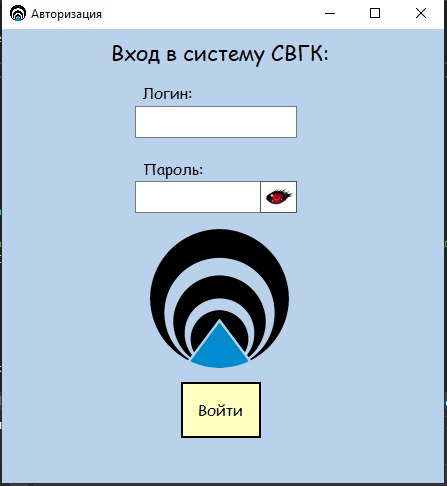 Авторизация
Вход в систему СВГК:
Логин:
Пароль:
Войти